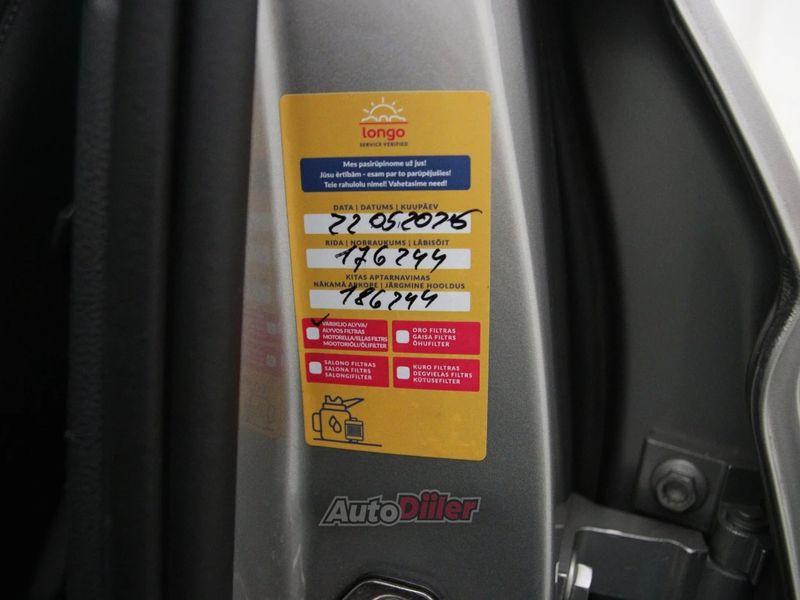 longo
SERVICE VERIFIED
Mes pasirūpinome už jus!
Jūsu ērtībām - esam par to parūpējušies!
Teie rahulolu nimel! Vahetasime need!
DATA | DATUMS | KUUPÄEV
22 05.2025
RIDA | NOBRAUKUMS | LÄBISÕIT
176244
KITAS APTARNAVIMAS
NĀKAMĀ APKOPE | JÄRGMINE HOOLDUS
186244
VARIKLIO ALYVA/
ALYVOS FILTRAS
MOTOREĻĻA/EĻĻAS FILTRS
MOOTORIÕLI/ÕLIFILTER
ORO FILTRAS
GAISA FILTRS
ÕHUFILTER
SALONO FILTRAS
SALONA FILTRS
SALONGIFILTER
KURO FILTRAS
DEGVIELAS FILTRS
KÜTUSEFILTER
AutoDiiler